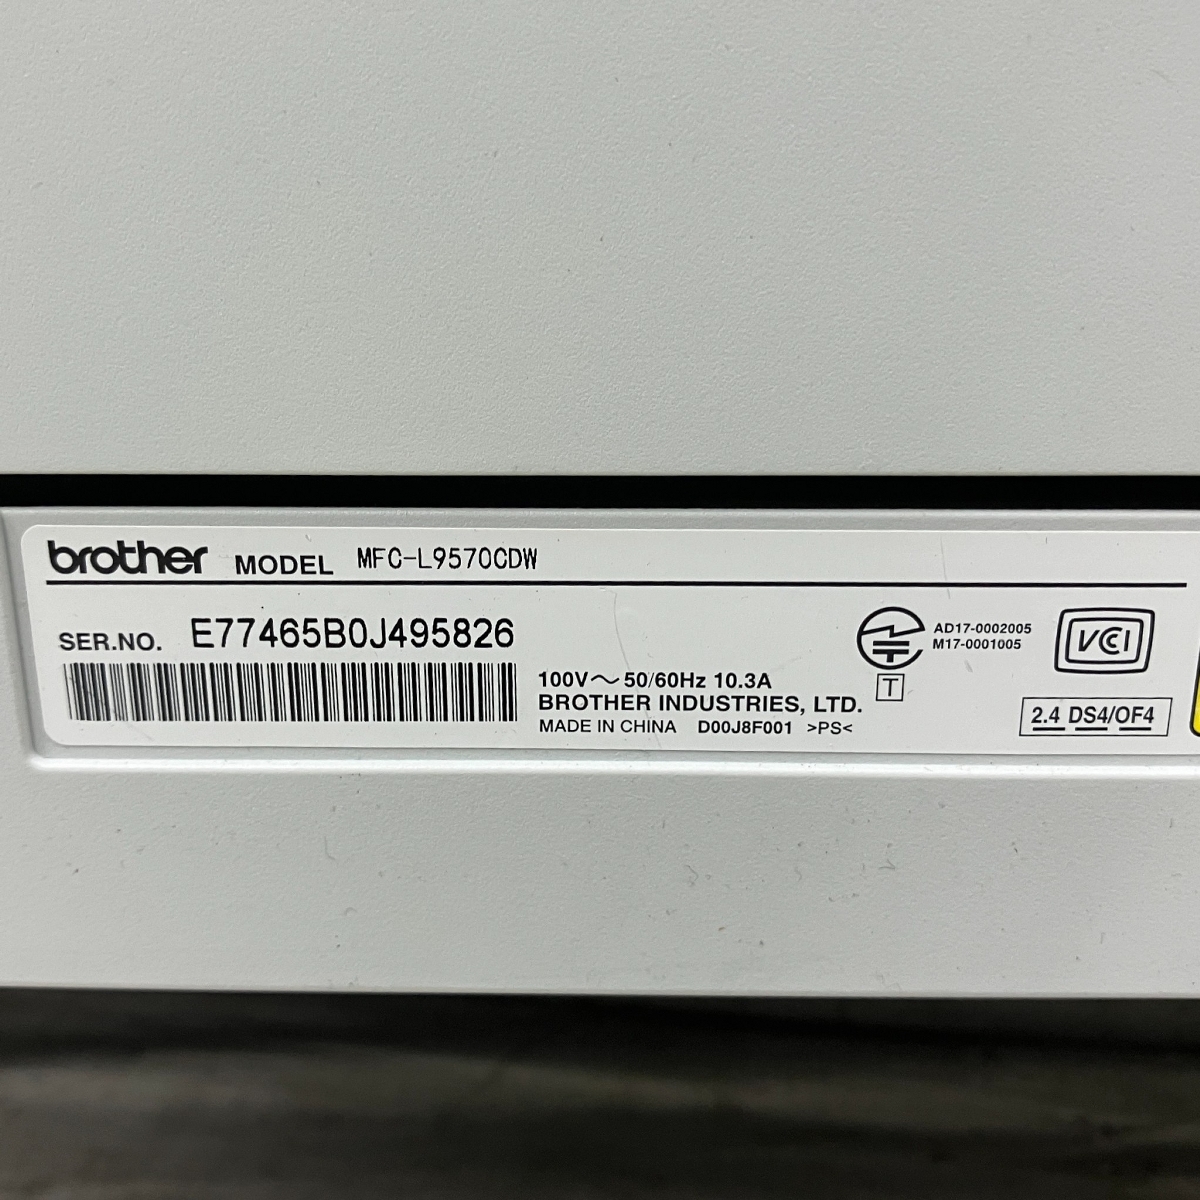 brother MODEL MFC-L9570CDW
SER.NO. E77465B0J495826
100V～50/60Hz 10.3A
BROTHER INDUSTRIES, LTD.
MADE IN CHINA D00J8F001 >PS<
AD17-0002005
M17-0001005
T
VCCI
2.4 DS4/OF4